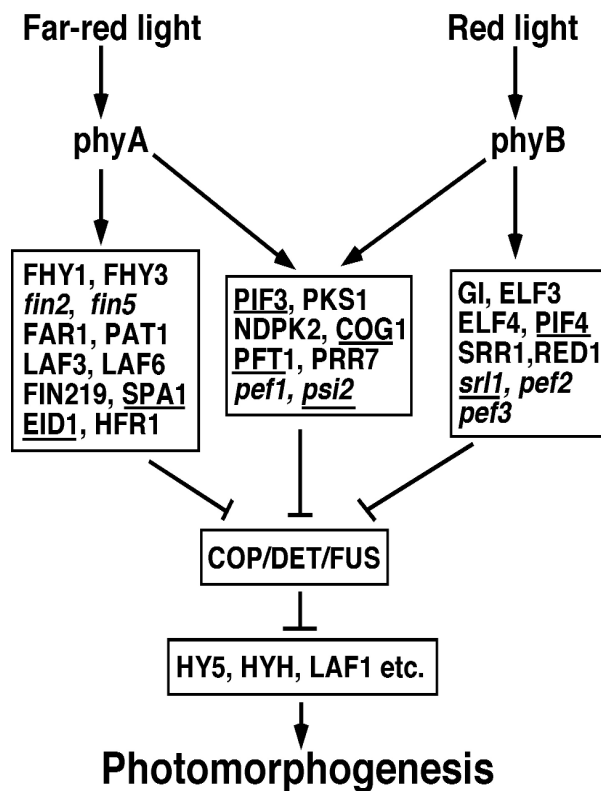 Far-red light
Red light
phyA
phyB
FHY1, FHY3
fin2, fin5
FAR1, PAT1
LAF3, LAF6
FIN219, SPA1
EID1, HFR1
PIF3, PKS1
NDPK2, COG1
PFT1, PRR7
pef1, psi2
GI, ELF3
ELF4, PIF4
SRR1,RED1
srl1, pef2
pef3
COP/DET/FUS
HY5, HYH, LAF1 etc.
Photomorphogenesis